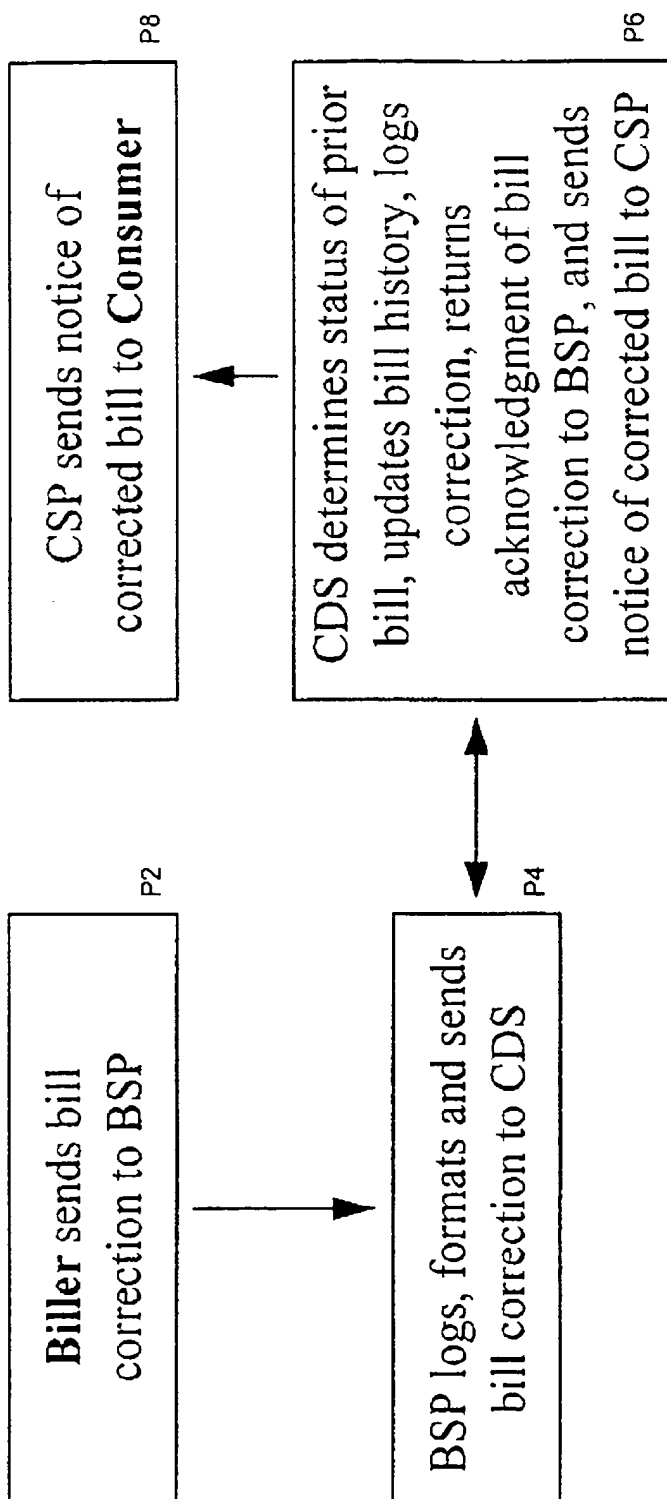 Biller sends bill
correction to BSP
P2
BSP logs, formats and sends
bill correction to CDS
P4
CDS determines status of prior
bill, updates bill history, logs
correction, returns
acknowledgment of bill
correction to BSP, and sends
notice of corrected bill to CSP
P6
CSP sends notice of
corrected bill to Consumer
P8